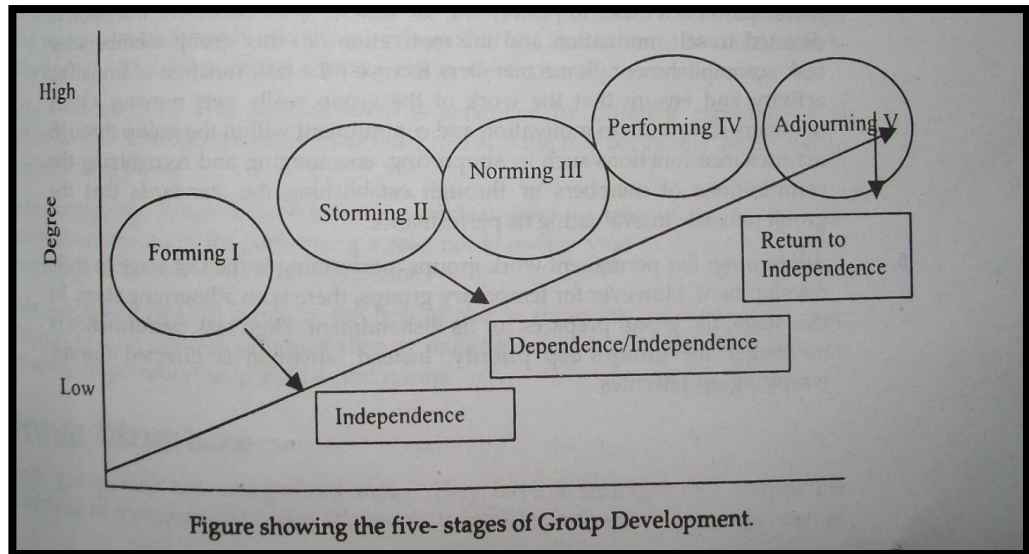 High
Degree
Low
Forming I
Storming II
Norming III
Performing IV
Adjourning V
Independence
Dependence/Independence
Return to
Independence
Figure showing the five- stages of Group Development.